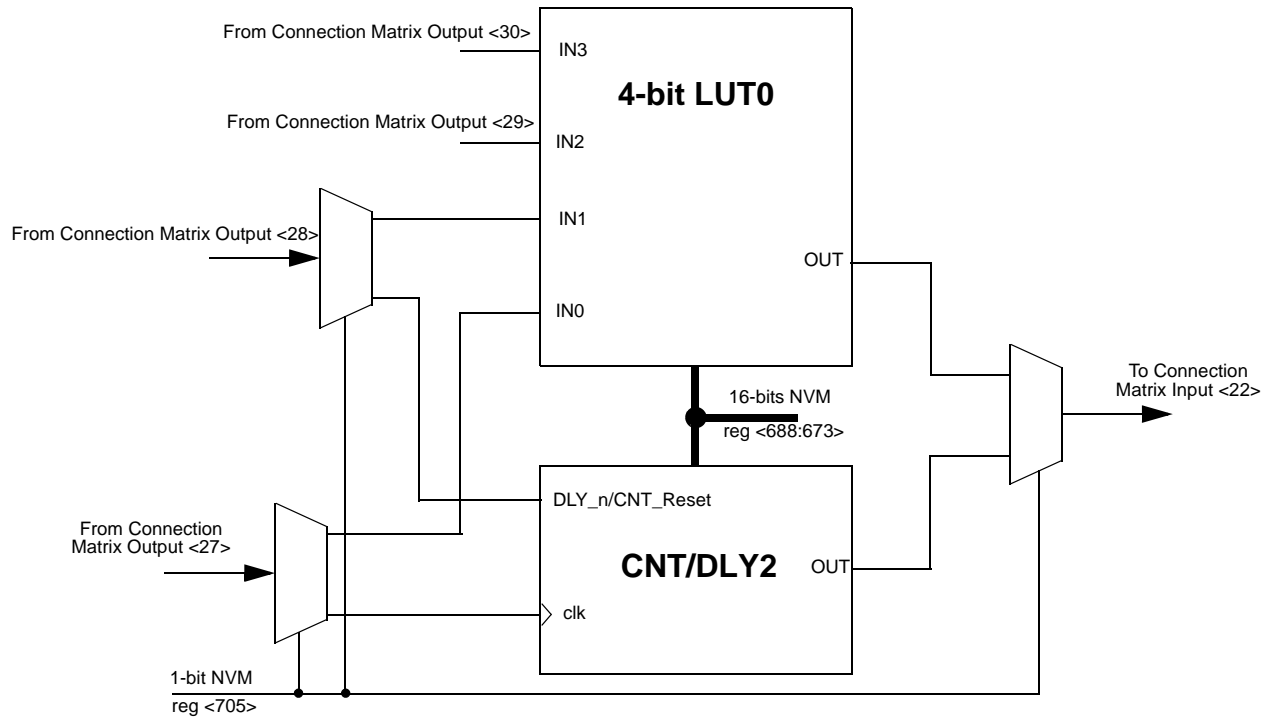 From Connection Matrix Output <30>
IN3
4-bit LUT0
From Connection Matrix Output <29>
IN2
IN1
From Connection Matrix Output <28>
OUT
IN0
To Connection
Matrix Input <22>
16-bits NVM
reg <688:673>
DLY_n/CNT_Reset
From Connection
Matrix Output <27>
CNT/DLY2
OUT
clk
1-bit NVM
reg <705>